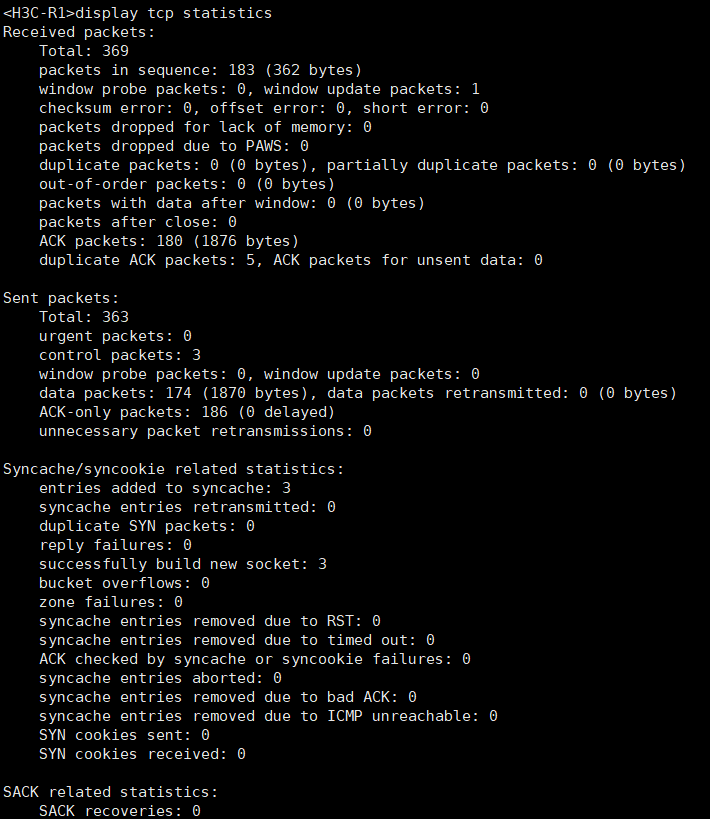 <H3C-R1>display tcp statistics
Received packets:
    Total: 369
    packets in sequence: 183 (362 bytes)
    window probe packets: 0, window update packets: 1
    checksum error: 0, offset error: 0, short error: 0
    packets dropped for lack of memory: 0
    packets dropped due to PAWS: 0
    duplicate packets: 0 (0 bytes), partially duplicate packets: 0 (0 bytes)
    out-of-order packets: 0 (0 bytes)
    packets with data after window: 0 (0 bytes)
    packets after close: 0
    ACK packets: 180 (1876 bytes)
    duplicate ACK packets: 5, ACK packets for unsent data: 0

Sent packets:
    Total: 363
    urgent packets: 0
    control packets: 3
    window probe packets: 0, window update packets: 0
    data packets: 174 (1870 bytes), data packets retransmitted: 0 (0 bytes)
    ACK-only packets: 186 (0 delayed)
    unnecessary packet retransmissions: 0

Syncache/syncookie related statistics:
    entries added to syncache: 3
    syncache entries retransmitted: 0
    duplicate SYN packets: 0
    reply failures: 0
    successfully build new socket: 3
    bucket overflows: 0
    zone failures: 0
    syncache entries removed due to RST: 0
    syncache entries removed due to timed out: 0
    ACK checked by syncache or syncookie failures: 0
    syncache entries aborted: 0
    syncache entries removed due to bad ACK: 0
    syncache entries removed due to ICMP unreachable: 0
    SYN cookies sent: 0
    SYN cookies received: 0

SACK related statistics:
    SACK recoveries: 0